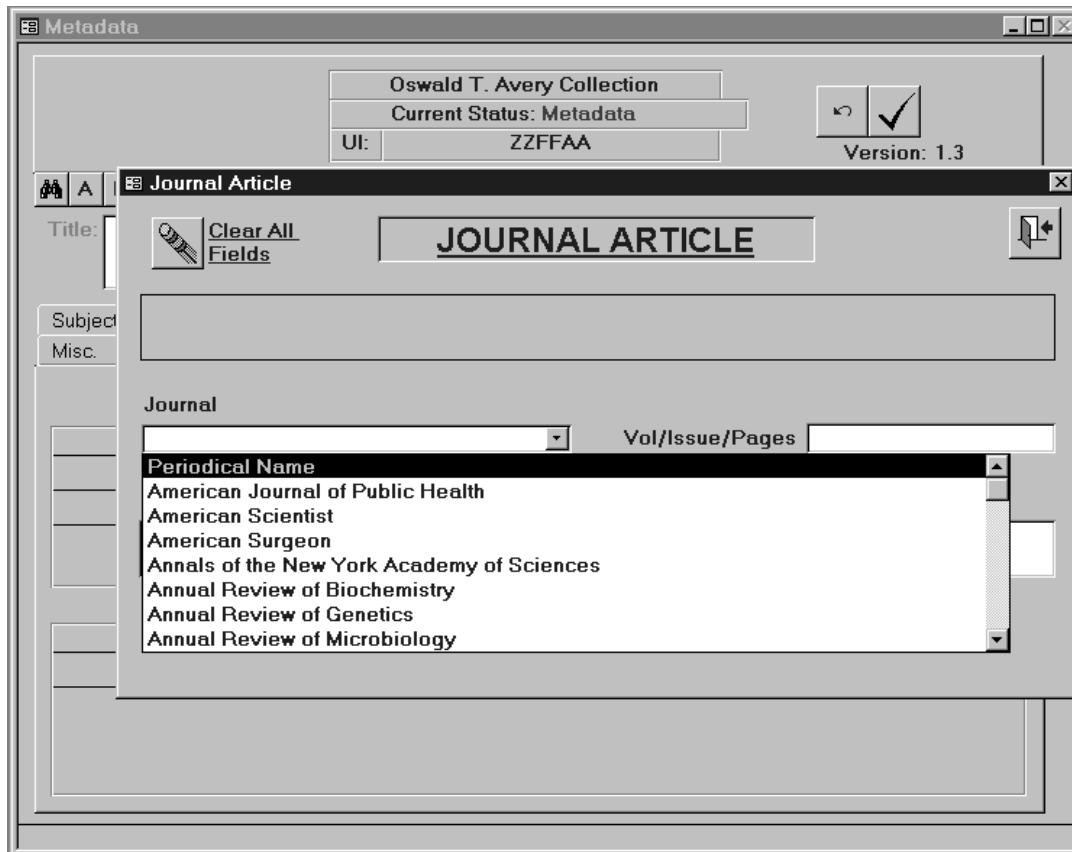 Metadata
Oswald T. Avery Collection
Current Status: Metadata
UI: ZZFFAA
Version: 1.3
A
Journal Article
Title:
Clear All
Fields
JOURNAL ARTICLE
Subject
Misc.
Journal
Vol/Issue/Pages
Periodical Name
American Journal of Public Health
American Scientist
American Surgeon
Annals of the New York Academy of Sciences
Annual Review of Biochemistry
Annual Review of Genetics
Annual Review of Microbiology